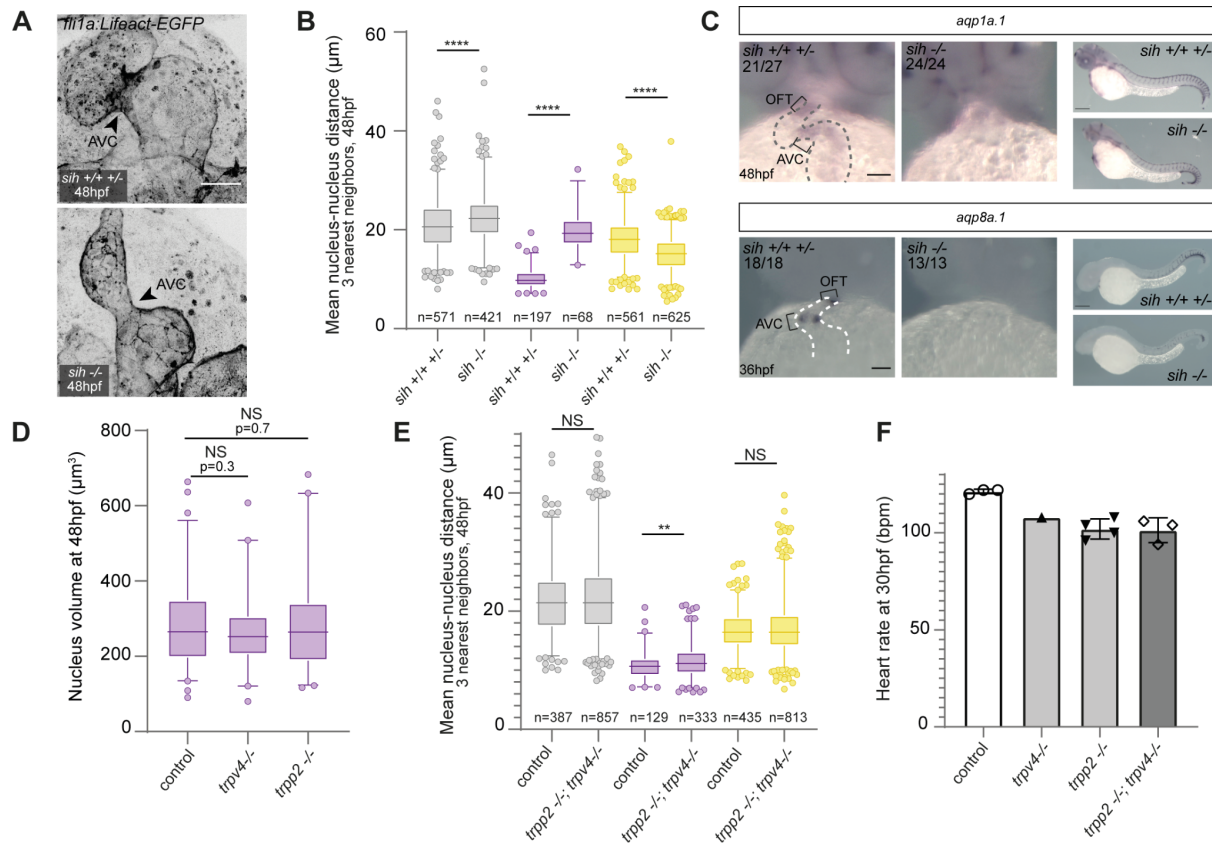 A
fli1a:Lifeact-EGFP
AVC
sih +/+ +/-
48hpf
AVC
sih -/-
48hpf
B
Mean nucleus-nucleus distance (µm)
3 nearest neighbors, 48hpf
60
40
20
0
****
****
****
n=571
n=421
n=197
n=68
n=561
n=625
sih +/+ +/-
sih -/-
sih +/+ +/-
sih -/-
sih +/+ +/-
sih -/-
C
aqp1a.1
sih +/+ +/-
21/27
OFT
AVC
48hpf
sih -/-
24/24
sih +/+ +/-
sih -/-
aqp8a.1
sih +/+ +/-
18/18
OFT
AVC
36hpf
sih -/-
13/13
sih +/+ +/-
sih -/-
D
Nucleus volume at 48hpf (µm³)
800
600
400
200
0
NS
p=0.7
NS
p=0.3
control
trpv4-/-
trpp2 -/-
E
Mean nucleus-nucleus distance (µm)
3 nearest neighbors, 48hpf
40
20
0
NS
**
NS
n=387
n=857
n=129
n=333
n=435
n=813
control
trpp2 -/-; trpv4-/-
control
trpp2 -/-; trpv4-/-
control
trpp2 -/-; trpv4-/-
F
Heart rate at 30hpf (bpm)
100
50
0
control
trpv4-/-
trpp2 -/-
trpp2 -/-; trpv4-/-